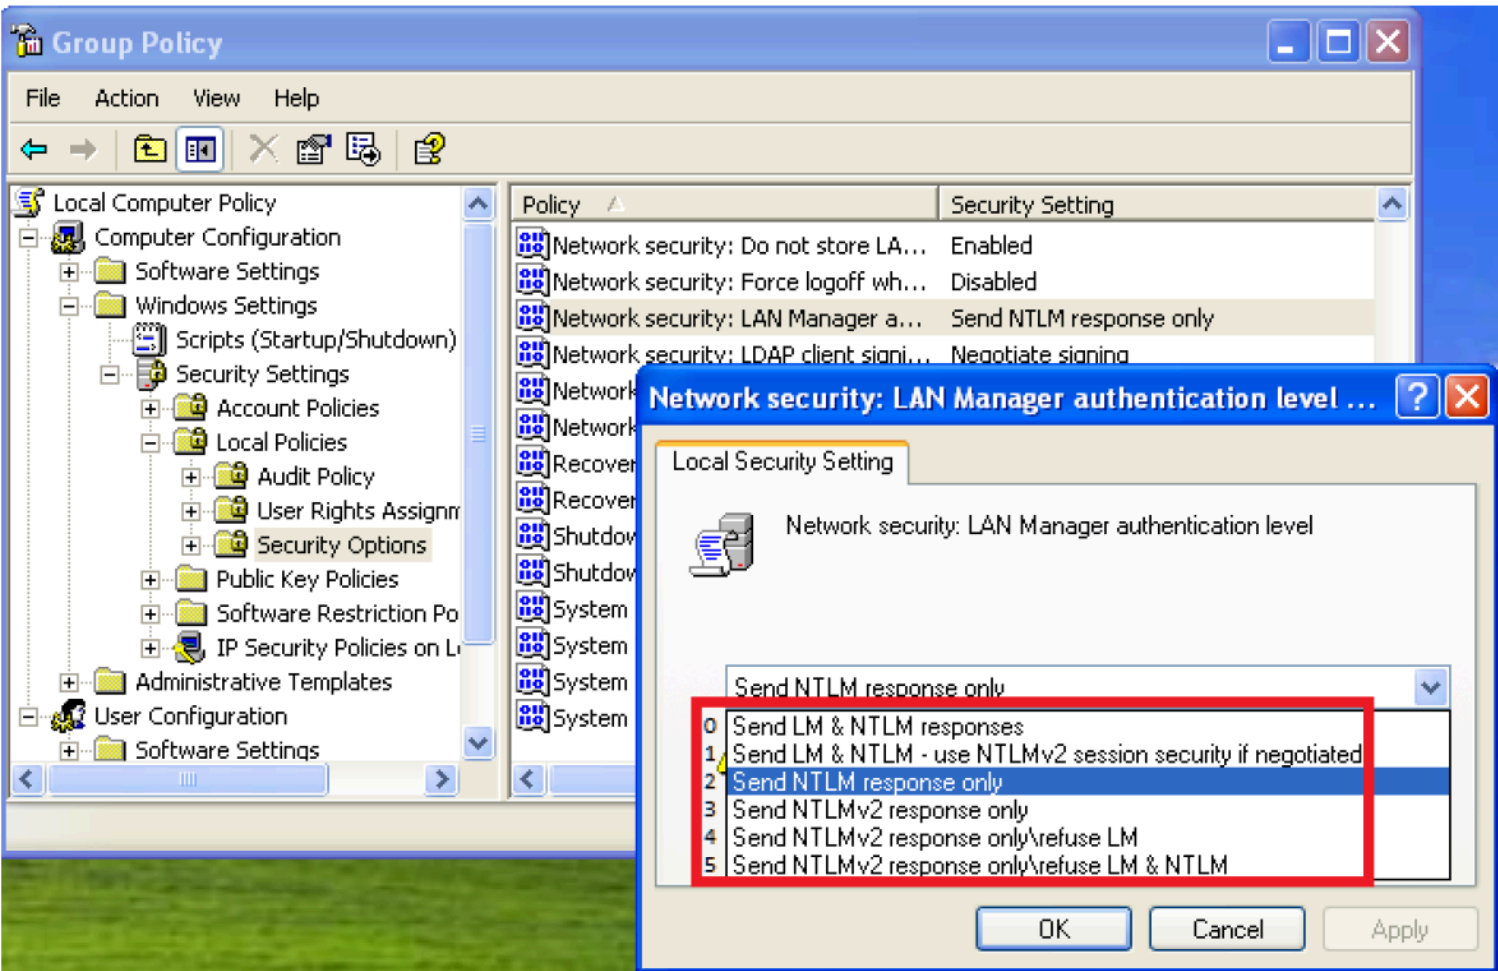 Group Policy
File Action View Help
Local Computer Policy
Computer Configuration
Software Settings
Windows Settings
Scripts (Startup/Shutdown)
Security Settings
Account Policies
Local Policies
Audit Policy
User Rights Assignm
Security Options
Public Key Policies
Software Restriction Po
IP Security Policies on L
Administrative Templates
User Configuration
Software Settings
Policy Security Setting
Network security: Do not store LA... Enabled
Network security: Force logoff wh... Disabled
Network security: LAN Manager a... Send NTLM response only
Network security: LDAP client signi... Negotiate signing
Network
Network
Recover
Recover
Shutdow
Shutdow
System
System
System
System
Network security: LAN Manager authentication level ...
Local Security Setting
Network security: LAN Manager authentication level
Send NTLM response only
0 Send LM & NTLM responses
1 Send LM & NTLM - use NTLMv2 session security if negotiated
2 Send NTLM response only
3 Send NTLMv2 response only
4 Send NTLMv2 response only\refuse LM
5 Send NTLMv2 response only\refuse LM & NTLM
OK Cancel Apply